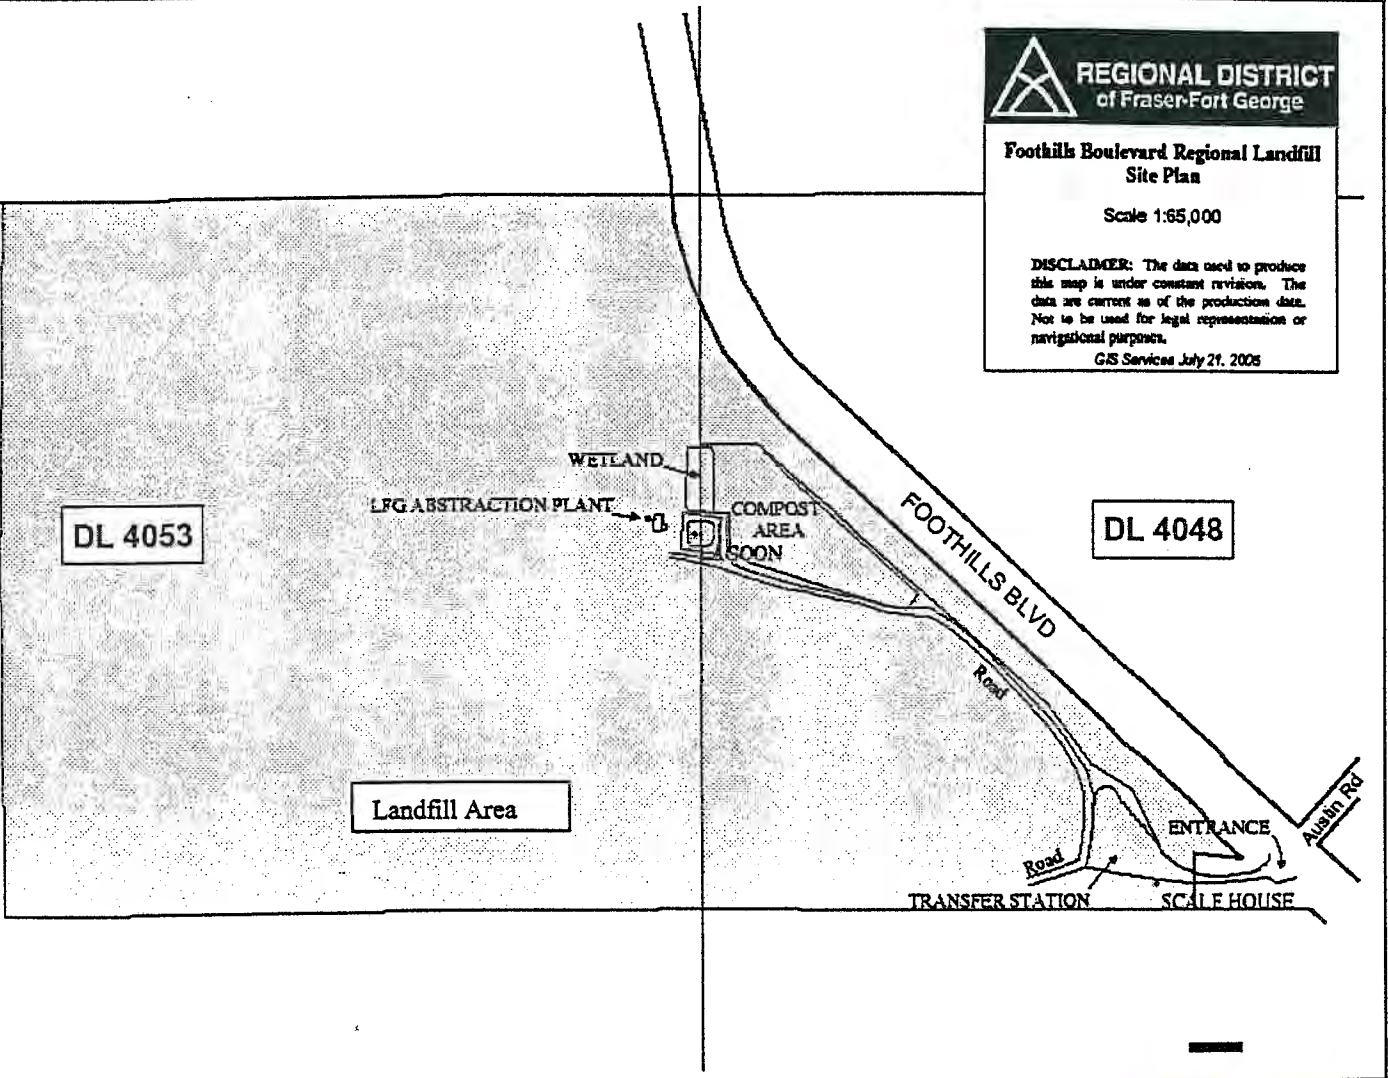 REGIONAL DISTRICT
of Fraser-Fort George
Foothills Boulevard Regional Landfill
Site Plan
Scale 1:65,000
DISCLAIMER: The data used to produce
this map is under constant revision. The
data are current as of the production date.
Not to be used for legal representation or
navigational purposes.
GIS Services July 21, 2005
WETLAND
LFG ABSTRACTION PLANT
COMPOST
AREA
SOON
DL 4053
DL 4048
FOOTHILLS BLVD
Road
Landfill Area
Austin Rd
ENTRANCE
Road
TRANSFER STATION
SCALE HOUSE